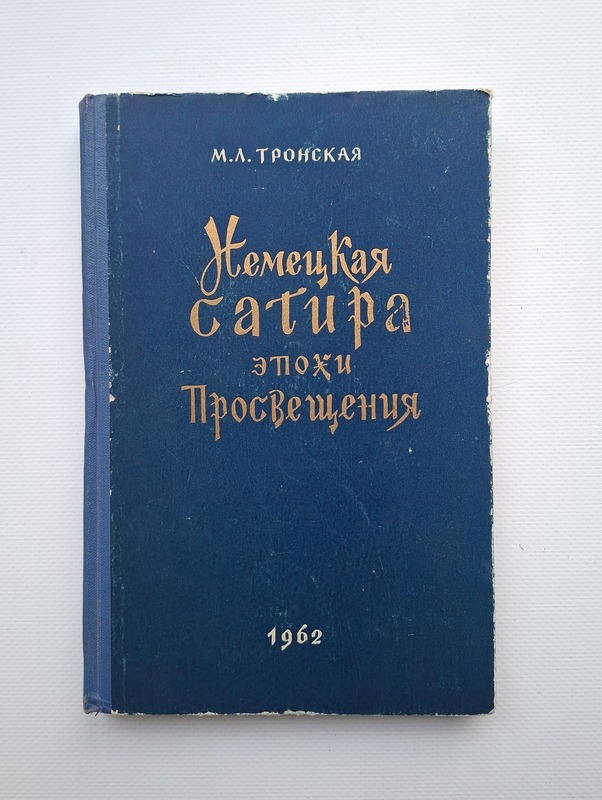 М.Л. ТРОНСКАЯ
Немецкая
сатира
эпохи
Просвещения
1962